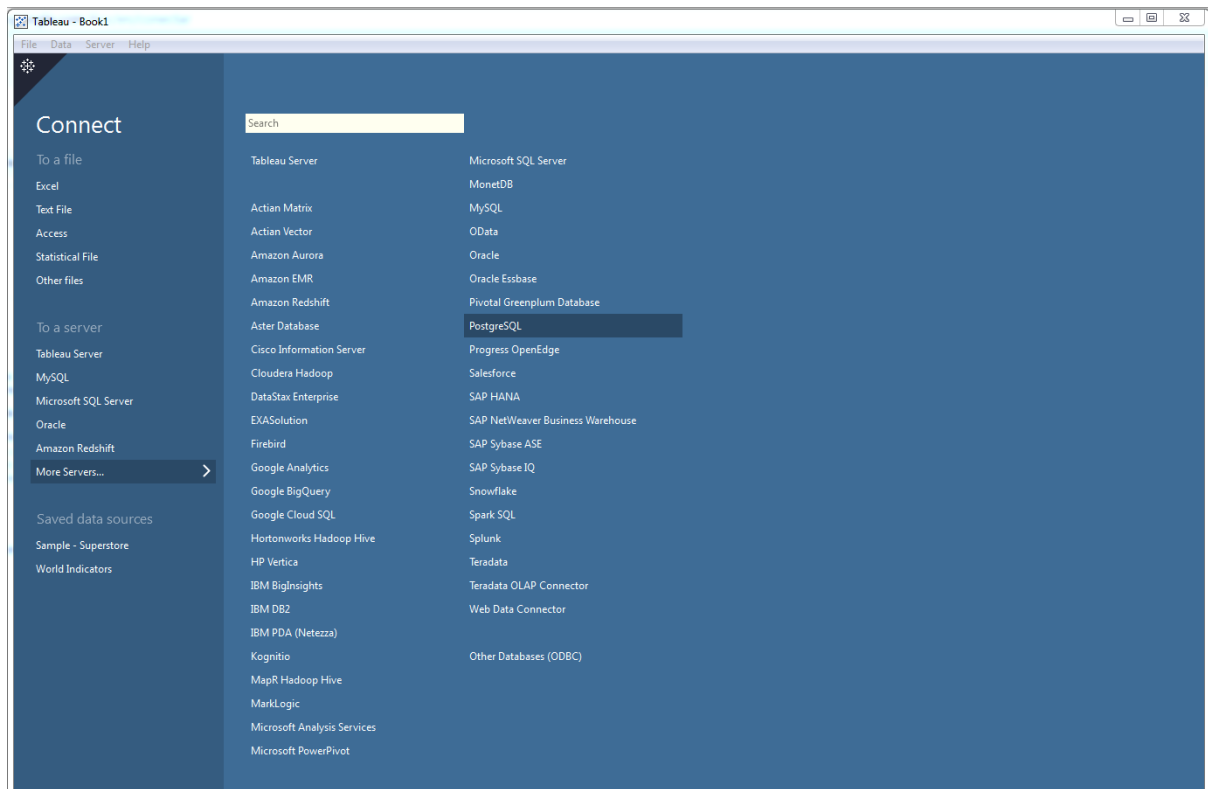 Tableau - Book1
File Data Server Help
Connect
To a file
Excel
Text File
Access
Statistical File
Other files
To a server
Tableau Server
MySQL
Microsoft SQL Server
Oracle
Amazon Redshift
More Servers...
Saved data sources
Sample - Superstore
World Indicators
Search
Tableau Server
Actian Matrix
Actian Vector
Amazon Aurora
Amazon EMR
Amazon Redshift
Aster Database
Cisco Information Server
Cloudera Hadoop
DataStax Enterprise
EXASolution
Firebird
Google Analytics
Google BigQuery
Google Cloud SQL
Hortonworks Hadoop Hive
HP Vertica
IBM BigInsights
IBM DB2
IBM PDA (Netezza)
Kognitio
MapR Hadoop Hive
MarkLogic
Microsoft Analysis Services
Microsoft PowerPivot
Microsoft SQL Server
MonetDB
MySQL
OData
Oracle
Oracle Essbase
Pivotal Greenplum Database
PostgreSQL
Progress OpenEdge
Salesforce
SAP HANA
SAP NetWeaver Business Warehouse
SAP Sybase ASE
SAP Sybase IQ
Snowflake
Spark SQL
Splunk
Teradata
Teradata OLAP Connector
Web Data Connector
Other Databases (ODBC)